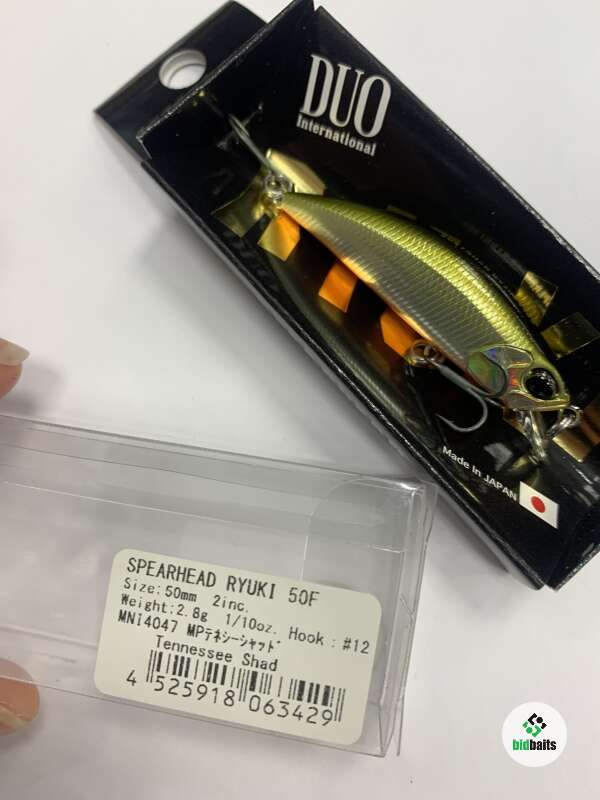 DUO
International
Made in JAPAN
SPEARHEAD RYUKI 50F
Size:50mm 2inc.
Weight:2.8g 1/10oz. Hook : #12
MNI4047 MPﾃﾈｼｰｼｬｯﾄﾞ
Tennessee Shad
4 525918 063429
bidbaits